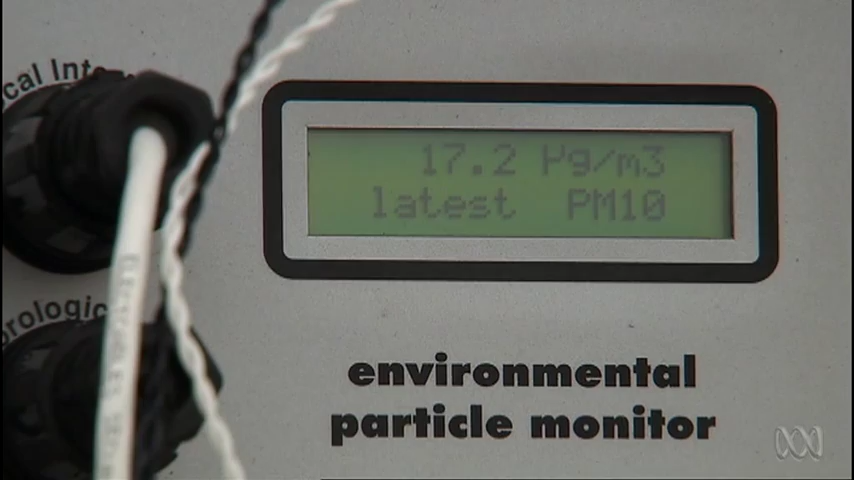 17.2 µg/m3
latest PM10
environmental
particle monitor